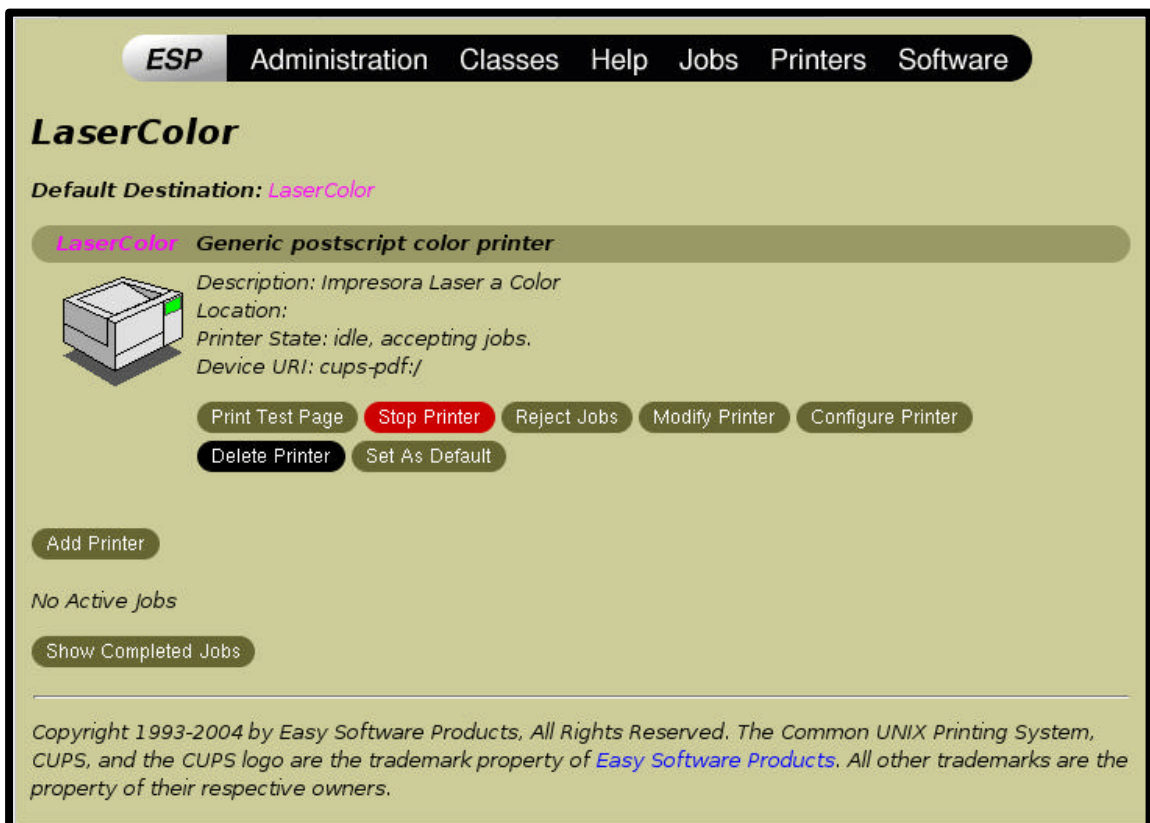 ESP Administration Classes Help Jobs Printers Software
LaserColor
Default Destination: LaserColor
LaserColor Generic postscript color printer
Description: Impresora Laser a Color
Location:
Printer State: idle, accepting jobs.
Device URI: cups-pdf:/
Print Test Page Stop Printer Reject Jobs Modify Printer Configure Printer
Delete Printer Set As Default
Add Printer
No Active Jobs
Show Completed Jobs
Copyright 1993-2004 by Easy Software Products, All Rights Reserved. The Common UNIX Printing System,
CUPS, and the CUPS logo are the trademark property of Easy Software Products. All other trademarks are the
property of their respective owners.